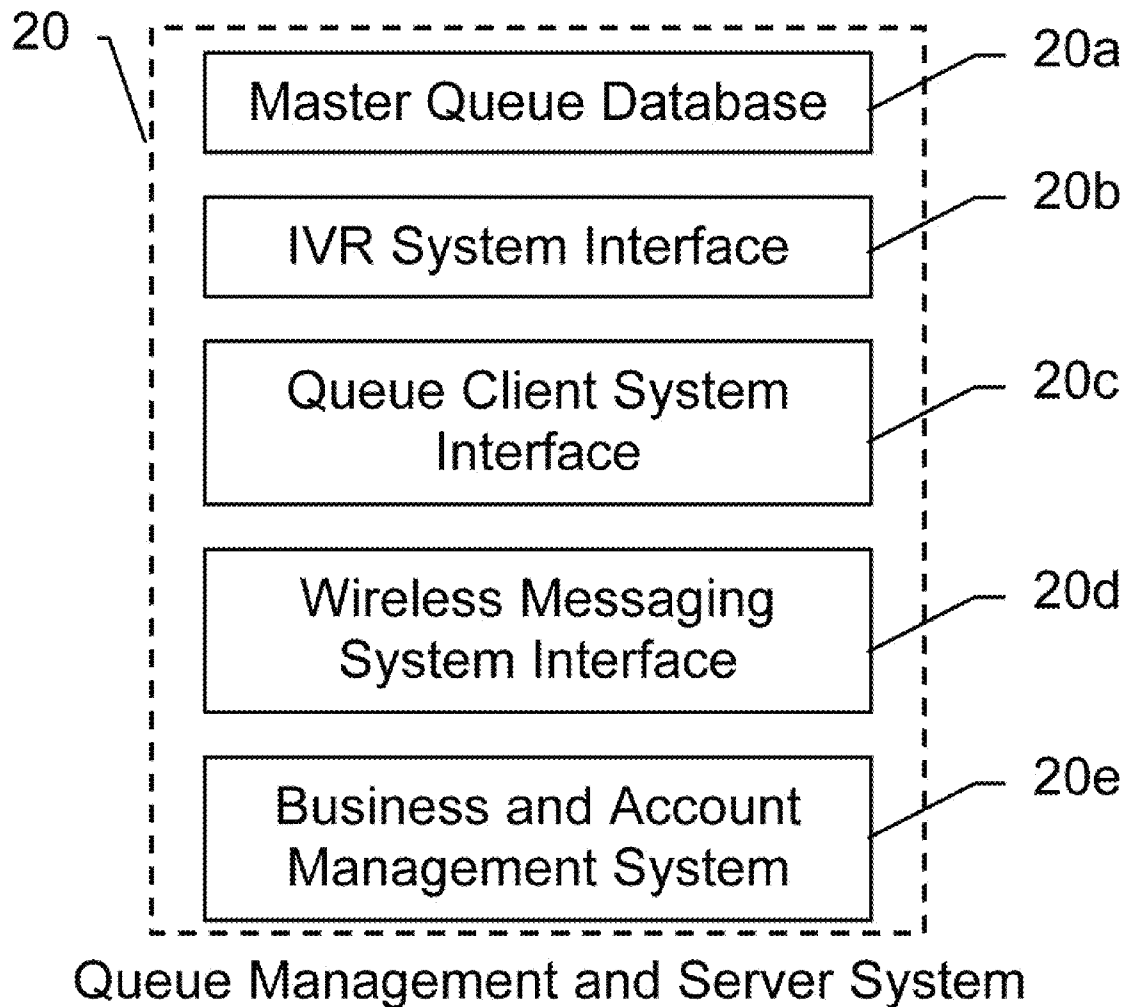 20
20a
Master Queue Database
20b
IVR System Interface
20c
Queue Client System
Interface
20d
Wireless Messaging
System Interface
20e
Business and Account
Management System
Queue Management and Server System